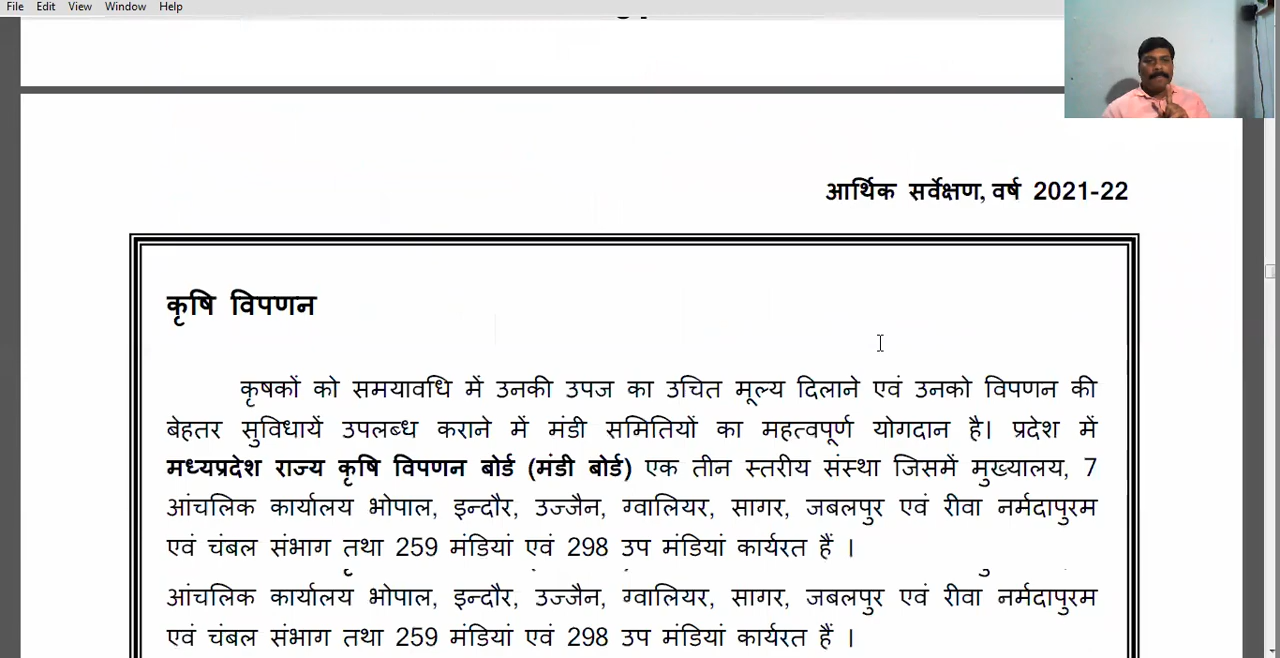 File Edit View Window Help
आर्थिक सर्वेक्षण, वर्ष 2021-22
कृषि विपणन
कृषकों को समयावधि में उनकी उपज का उचित मूल्य दिलाने एवं उनको विपणन की
बेहतर सुविधायें उपलब्ध कराने में मंडी समितियों का महत्वपूर्ण योगदान है। प्रदेश में
मध्यप्रदेश राज्य कृषि विपणन बोर्ड (मंडी बोर्ड) एक तीन स्तरीय संस्था जिसमें मुख्यालय, 7
आंचलिक कार्यालय भोपाल, इन्दौर, उज्जैन, ग्वालियर, सागर, जबलपुर एवं रीवा नर्मदापुरम
एवं चंबल संभाग तथा 259 मंडियां एवं 298 उप मंडियां कार्यरत हैं ।
आंचलिक कार्यालय भोपाल, इन्दौर, उज्जैन, ग्वालियर, सागर, जबलपुर एवं रीवा नर्मदापुरम
एवं चंबल संभाग तथा 259 मंडियां एवं 298 उप मंडियां कार्यरत हैं ।